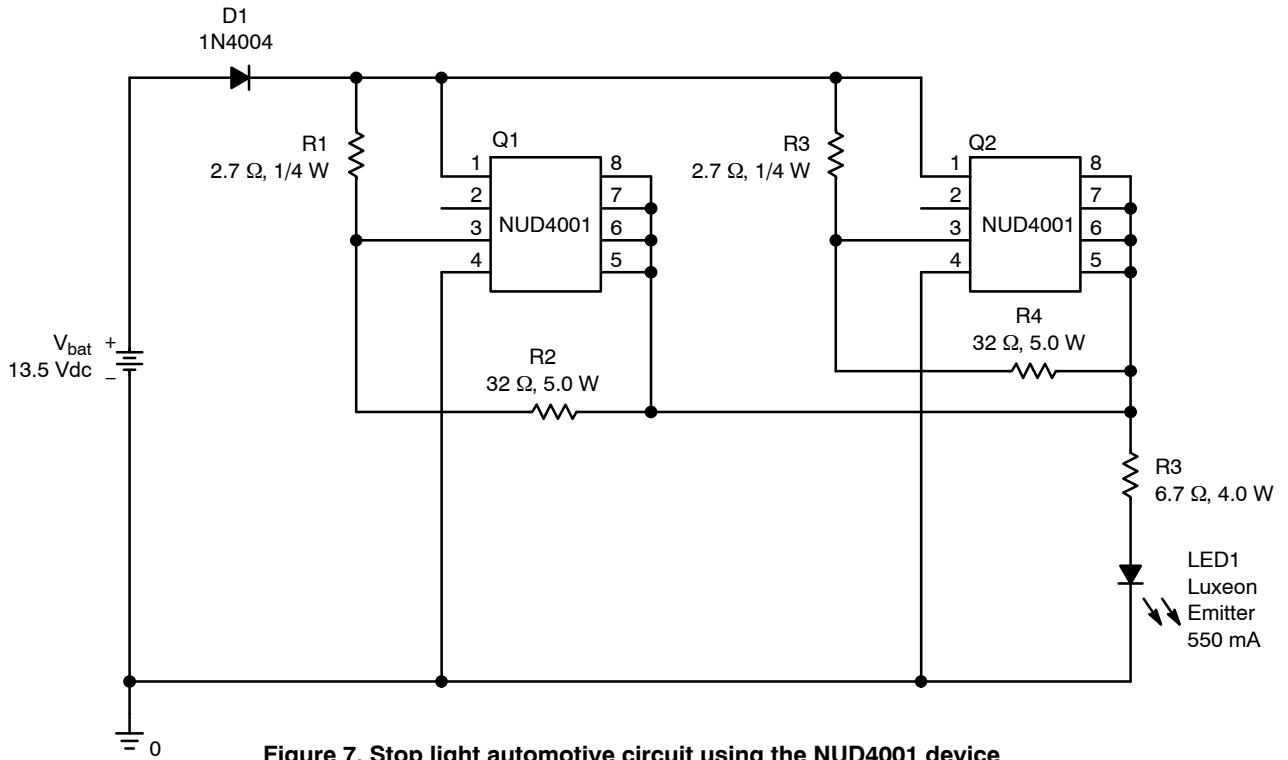 D1
1N4004
R1
2.7 Ω, 1/4 W
Q1
1
2
3
4
NUD4001
8
7
6
5
R3
2.7 Ω, 1/4 W
Q2
1
2
3
4
NUD4001
8
7
6
5
R4
32 Ω, 5.0 W
Vbat +
13.5 Vdc −
R2
32 Ω, 5.0 W
R3
6.7 Ω, 4.0 W
LED1
Luxeon
Emitter
550 mA
0
Figure 7. Stop light automotive circuit using the NUD4001 device